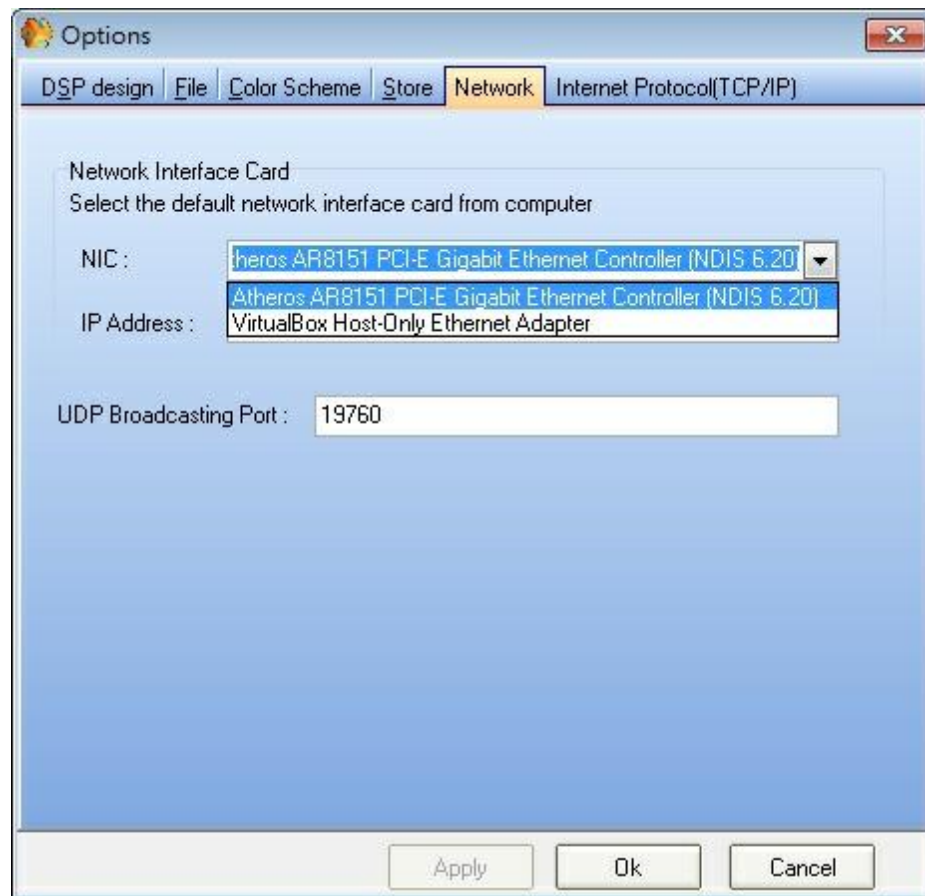 Options
DSP design File Color Scheme Store Network Internet Protocol(TCP/IP)
Network Interface Card
Select the default network interface card from computer
NIC : theros AR8151 PCI-E Gigabit Ethernet Controller (NDIS 6.20)
Atheros AR8151 PCI-E Gigabit Ethernet Controller (NDIS 6.20)
IP Address : VirtualBox Host-Only Ethernet Adapter
UDP Broadcasting Port : 19760
Apply Ok Cancel